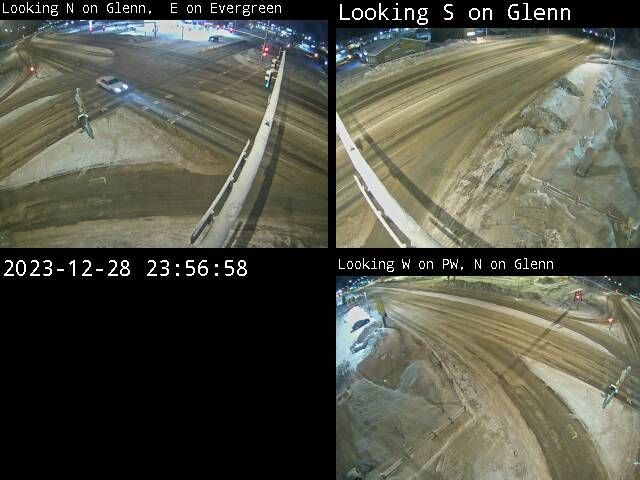 Looking N on Glenn,  E on Evergreen
Looking S on Glenn
2023-12-28 23:56:58
Looking W on PW, N on Glenn